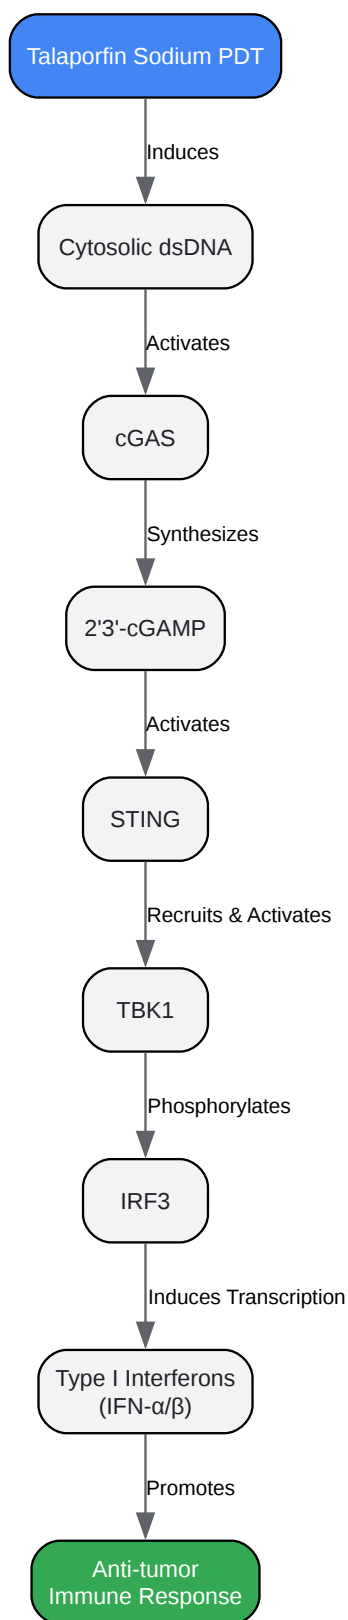 Talaporfin Sodium PDT
Induces
Cytosolic dsDNA
Activates
cGAS
Synthesizes
2'3'-cGAMP
Activates
STING
Recruits & Activates
TBK1
Phosphorylates
IRF3
Induces Transcription
Type I Interferons
(IFN-α/β)
Promotes
Anti-tumor
Immune Response